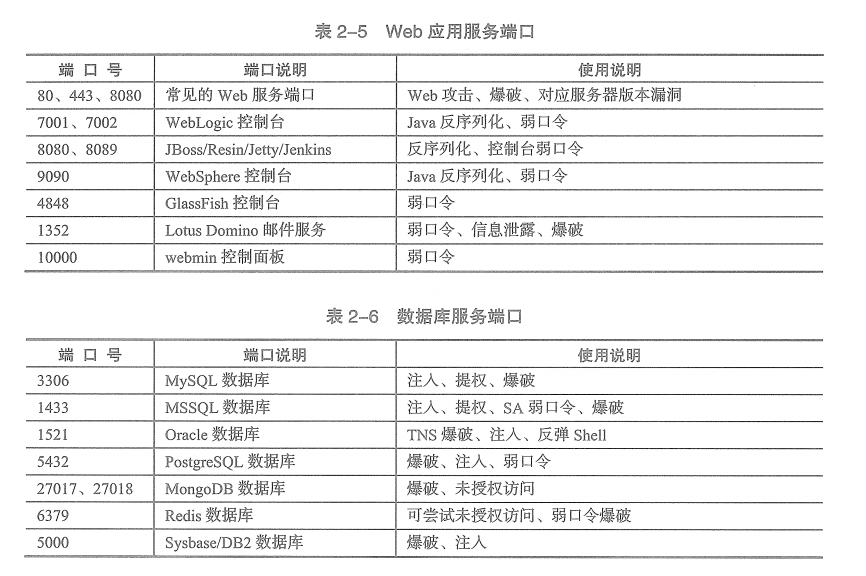 表 2-5 Web 应用服务端口
端 口 号 端口说明 使用说明
80、443、8080 常见的 Web 服务端口 Web 攻击、爆破、对应服务器版本漏洞
7001、7002 WebLogic 控制台 Java 反序列化、弱口令
8080、8089 JBoss/Resin/Jetty/Jenkins 反序列化、控制台弱口令
9090 WebSphere 控制台 Java 反序列化、弱口令
4848 GlassFish 控制台 弱口令
1352 Lotus Domino 邮件服务 弱口令、信息泄露、爆破
10000 webmin 控制面板 弱口令
表 2-6 数据库服务端口
端 口 号 端口说明 使用说明
3306 MySQL 数据库 注入、提权、爆破
1433 MSSQL 数据库 注入、提权、SA 弱口令、爆破
1521 Oracle 数据库 TNS 爆破、注入、反弹 Shell
5432 PostgreSQL 数据库 爆破、注入、弱口令
27017、27018 MongoDB 数据库 爆破、未授权访问
6379 Redis 数据库 可尝试未授权访问、弱口令爆破
5000 Sysbase/DB2 数据库 爆破、注入